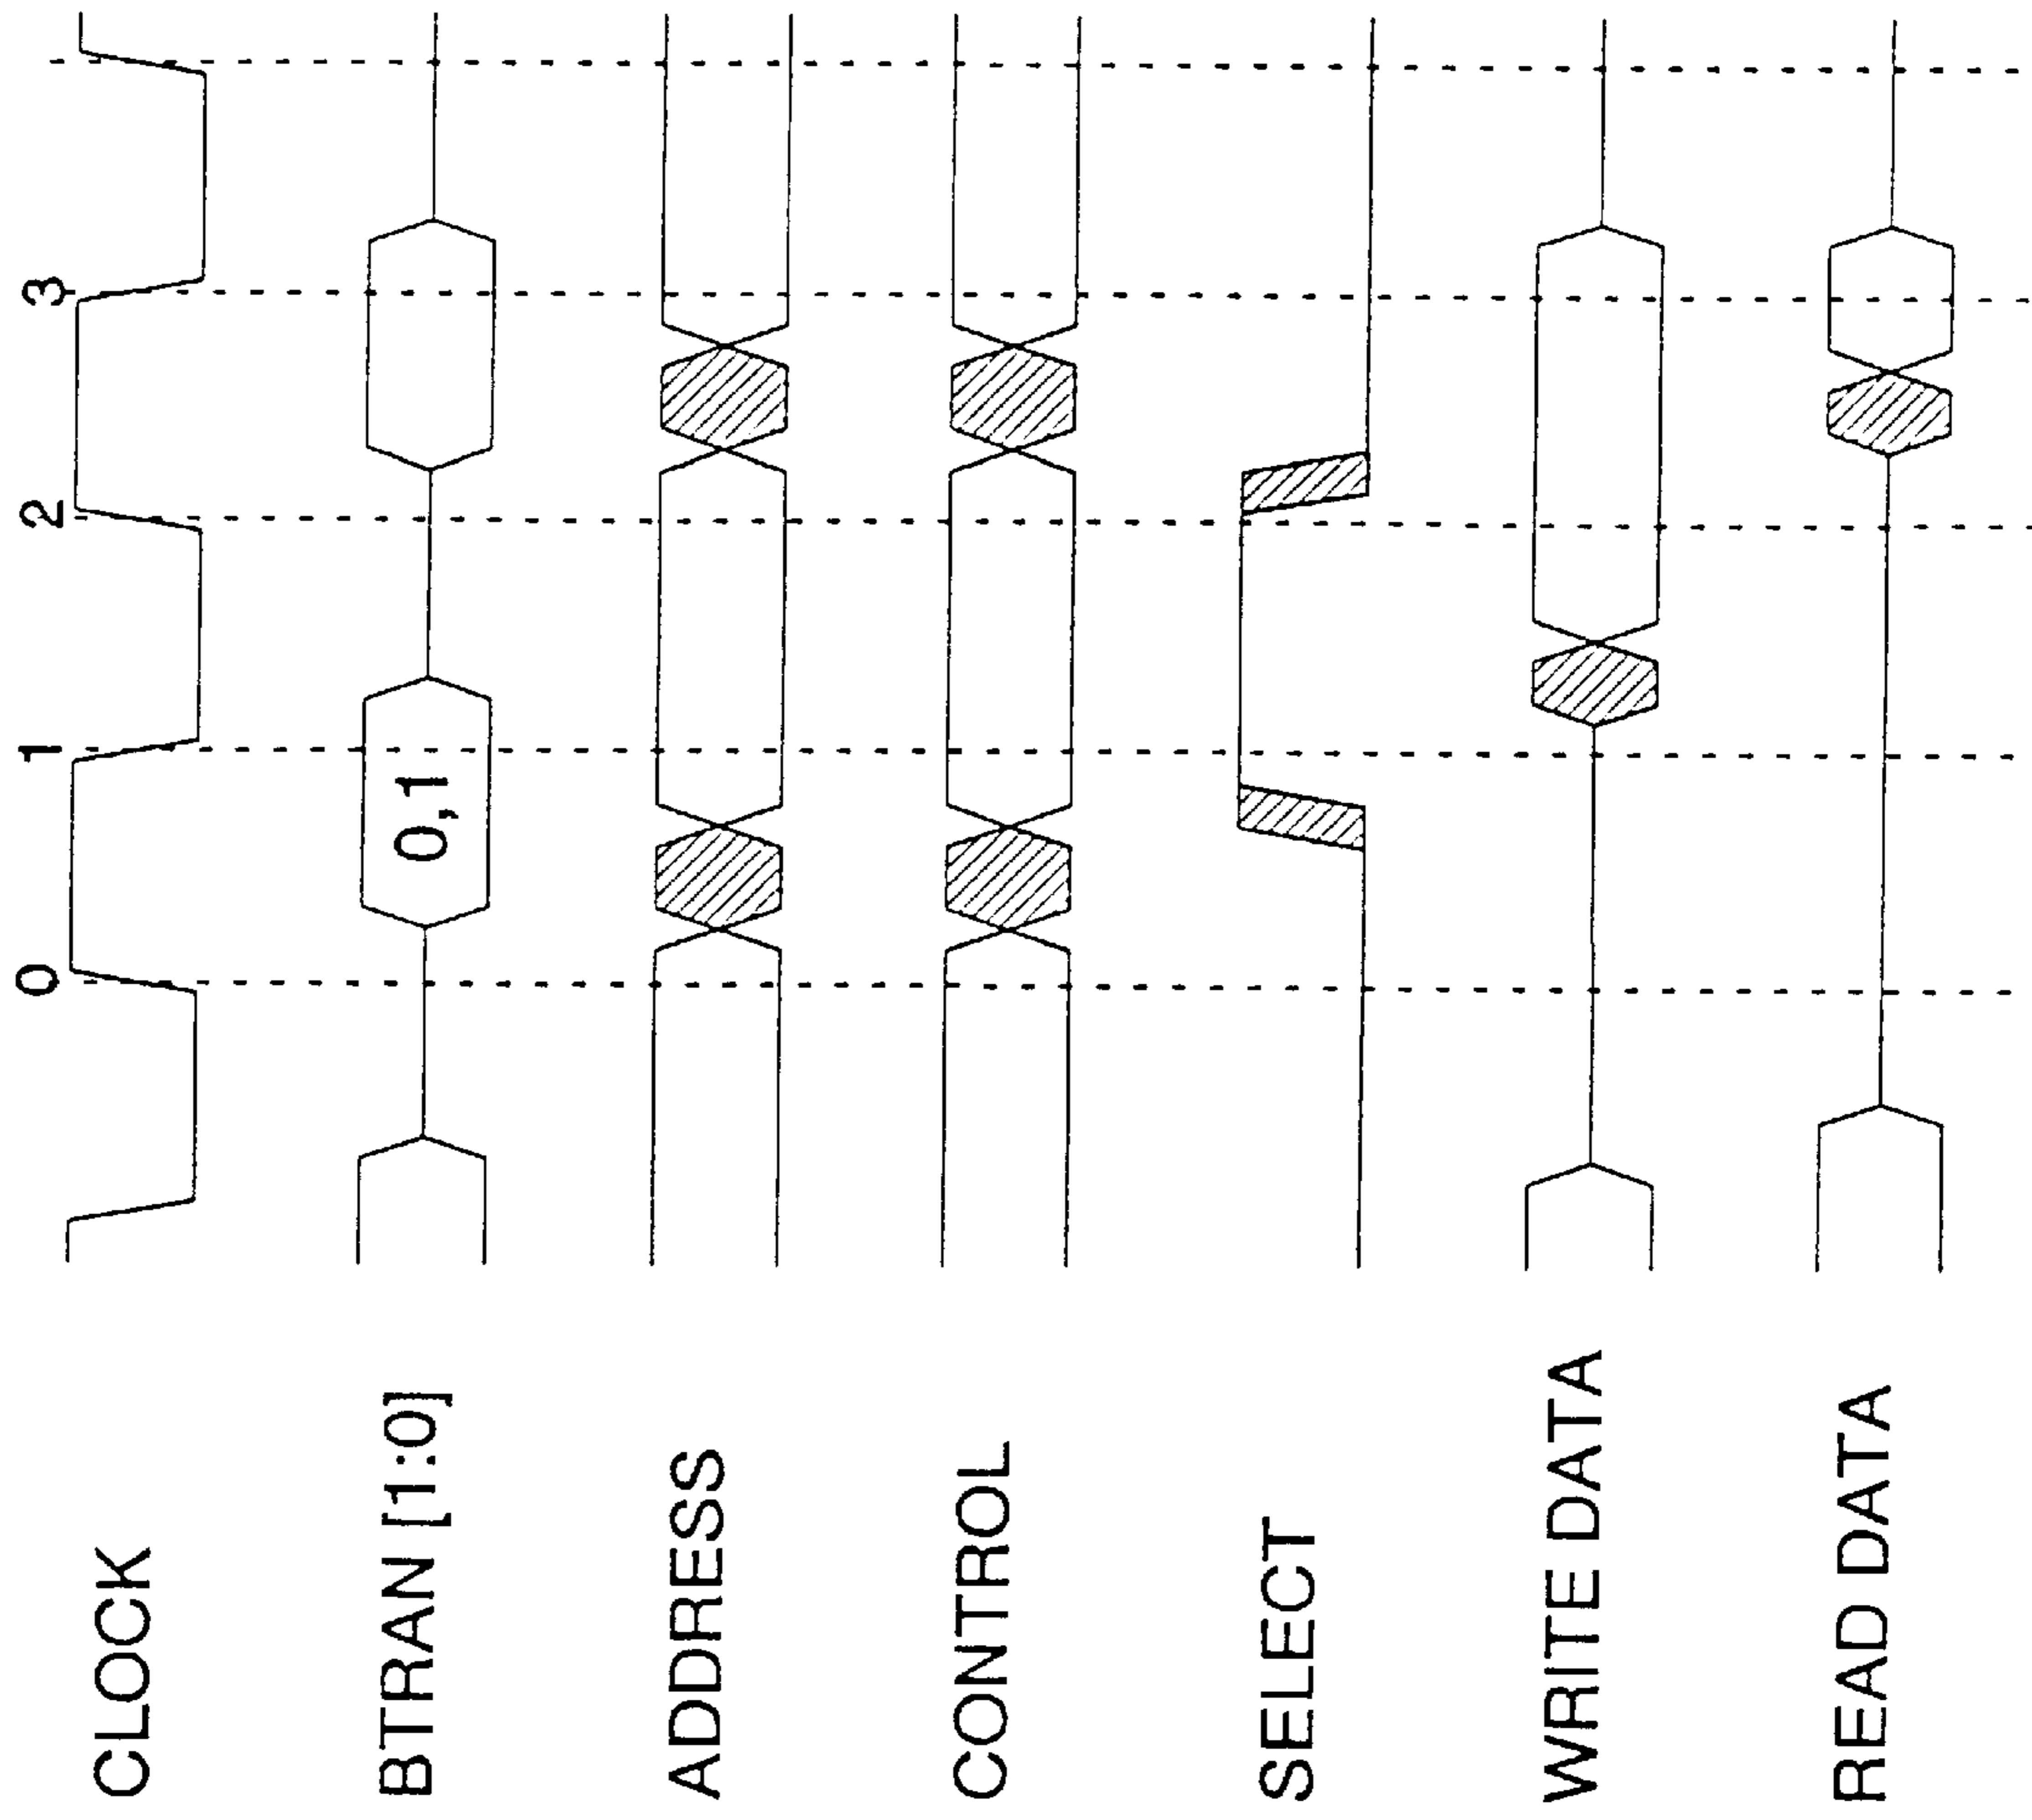 0 1 2 3
CLOCK
BTRAN [1:0]
0,1
ADDRESS
CONTROL
SELECT
WRITE DATA
READ DATA